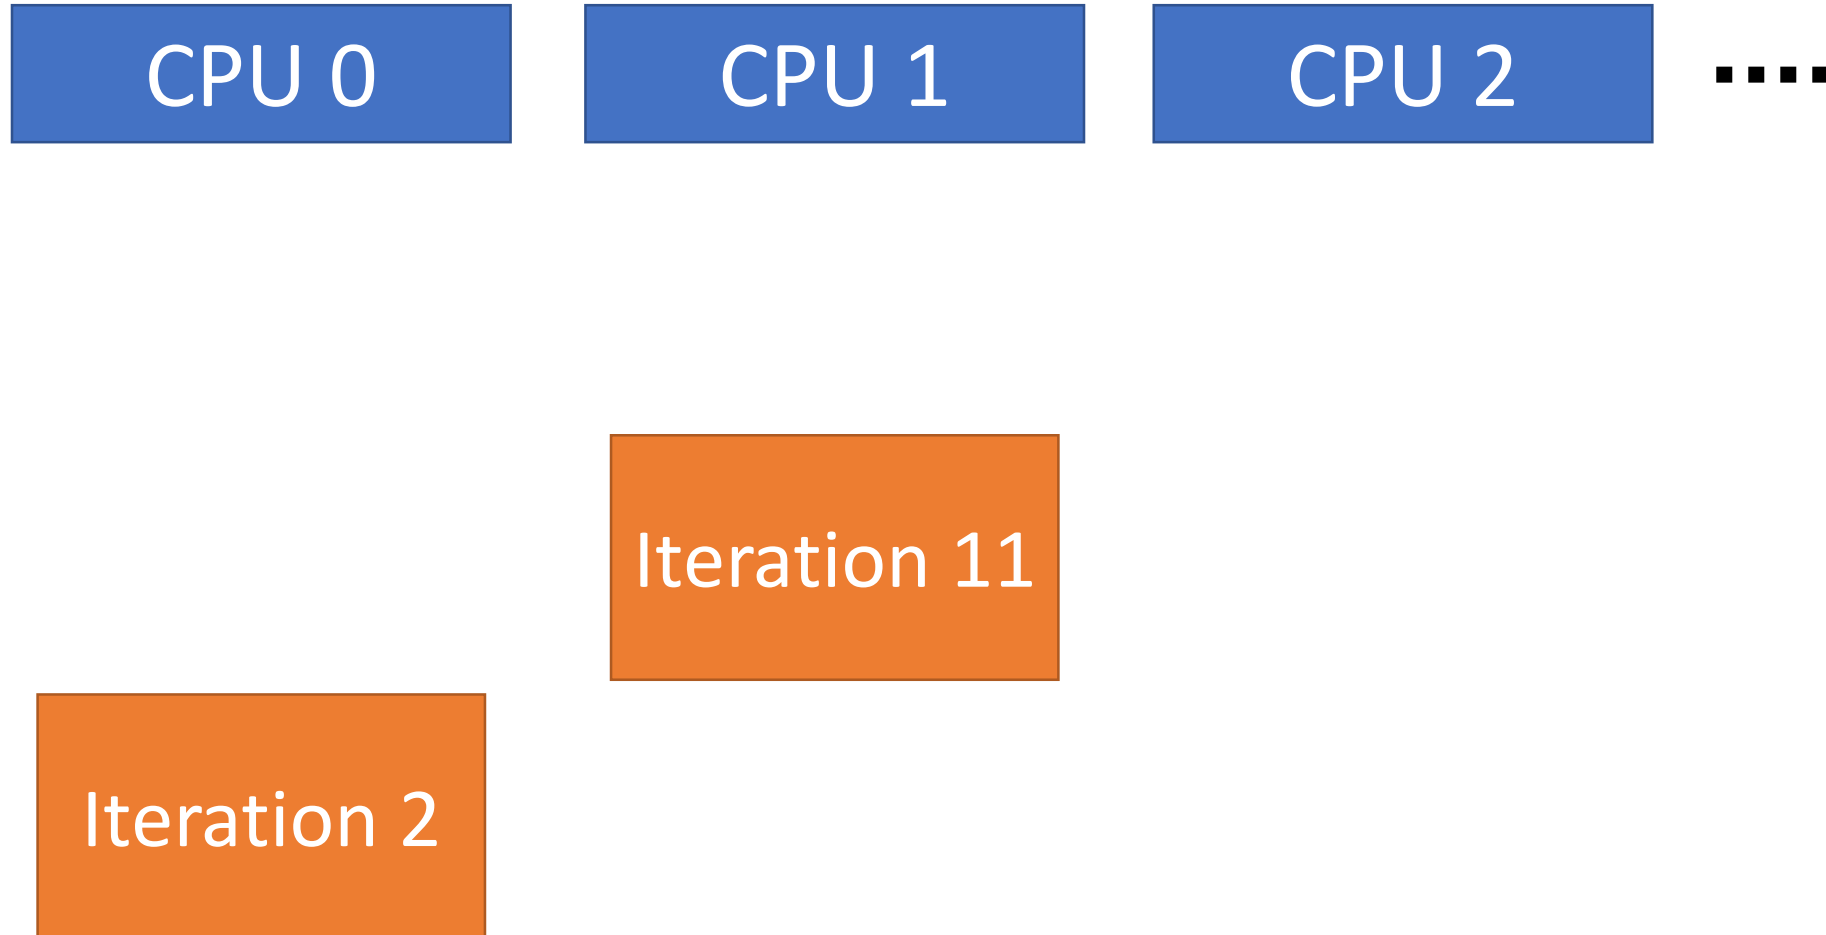 CPU 0
CPU 1
CPU 2
....
Iteration 11
Iteration 2